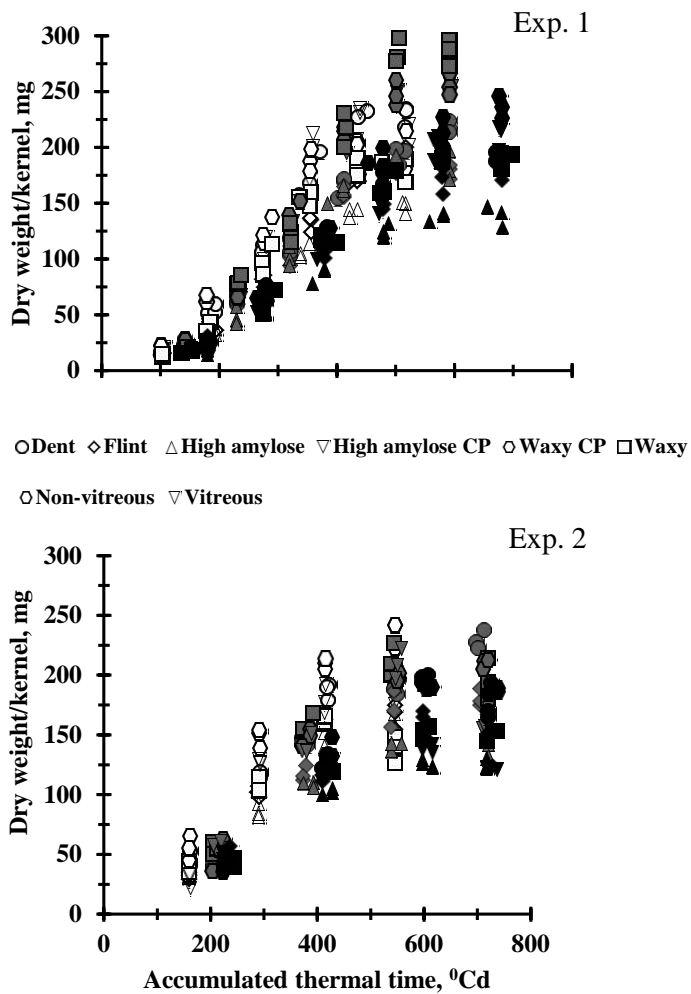 Exp. 1
300
250
200
150
100
50
0
Dry weight/kernel, mg
Dent Flint High amylose High amylose CP Waxy CP Waxy
Non-vitreous Vitreous
Exp. 2
300
250
200
150
100
50
0
Dry weight/kernel, mg
0 200 400 600 800
Accumulated thermal time, ⁰Cd